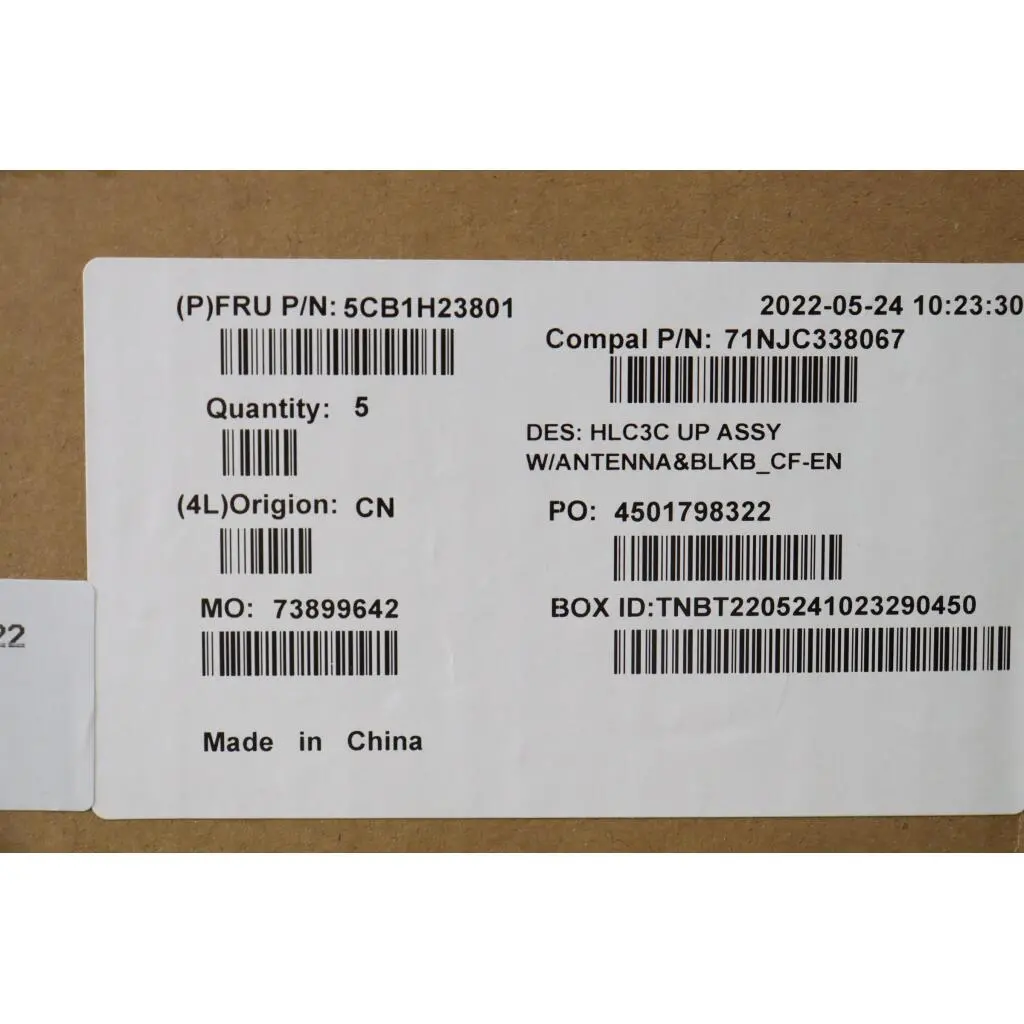 (P)FRU P/N: 5CB1H23801
2022-05-24 10:23:30
Compal P/N: 71NJC338067
Quantity: 5
DES: HLC3C UP ASSY
W/ANTENNA&BLKB_CF-EN
(4L)Origion: CN
PO: 4501798322
MO: 73899642
BOX ID:TNBT2205241023290450
22
Made in China